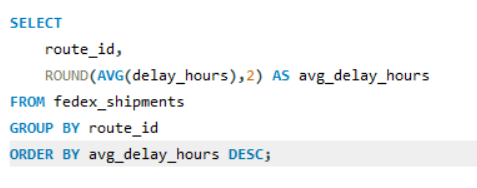 SELECT
    route_id,
    ROUND(AVG(delay_hours),2) AS avg_delay_hours
FROM fedex_shipments
GROUP BY route_id
ORDER BY avg_delay_hours DESC;